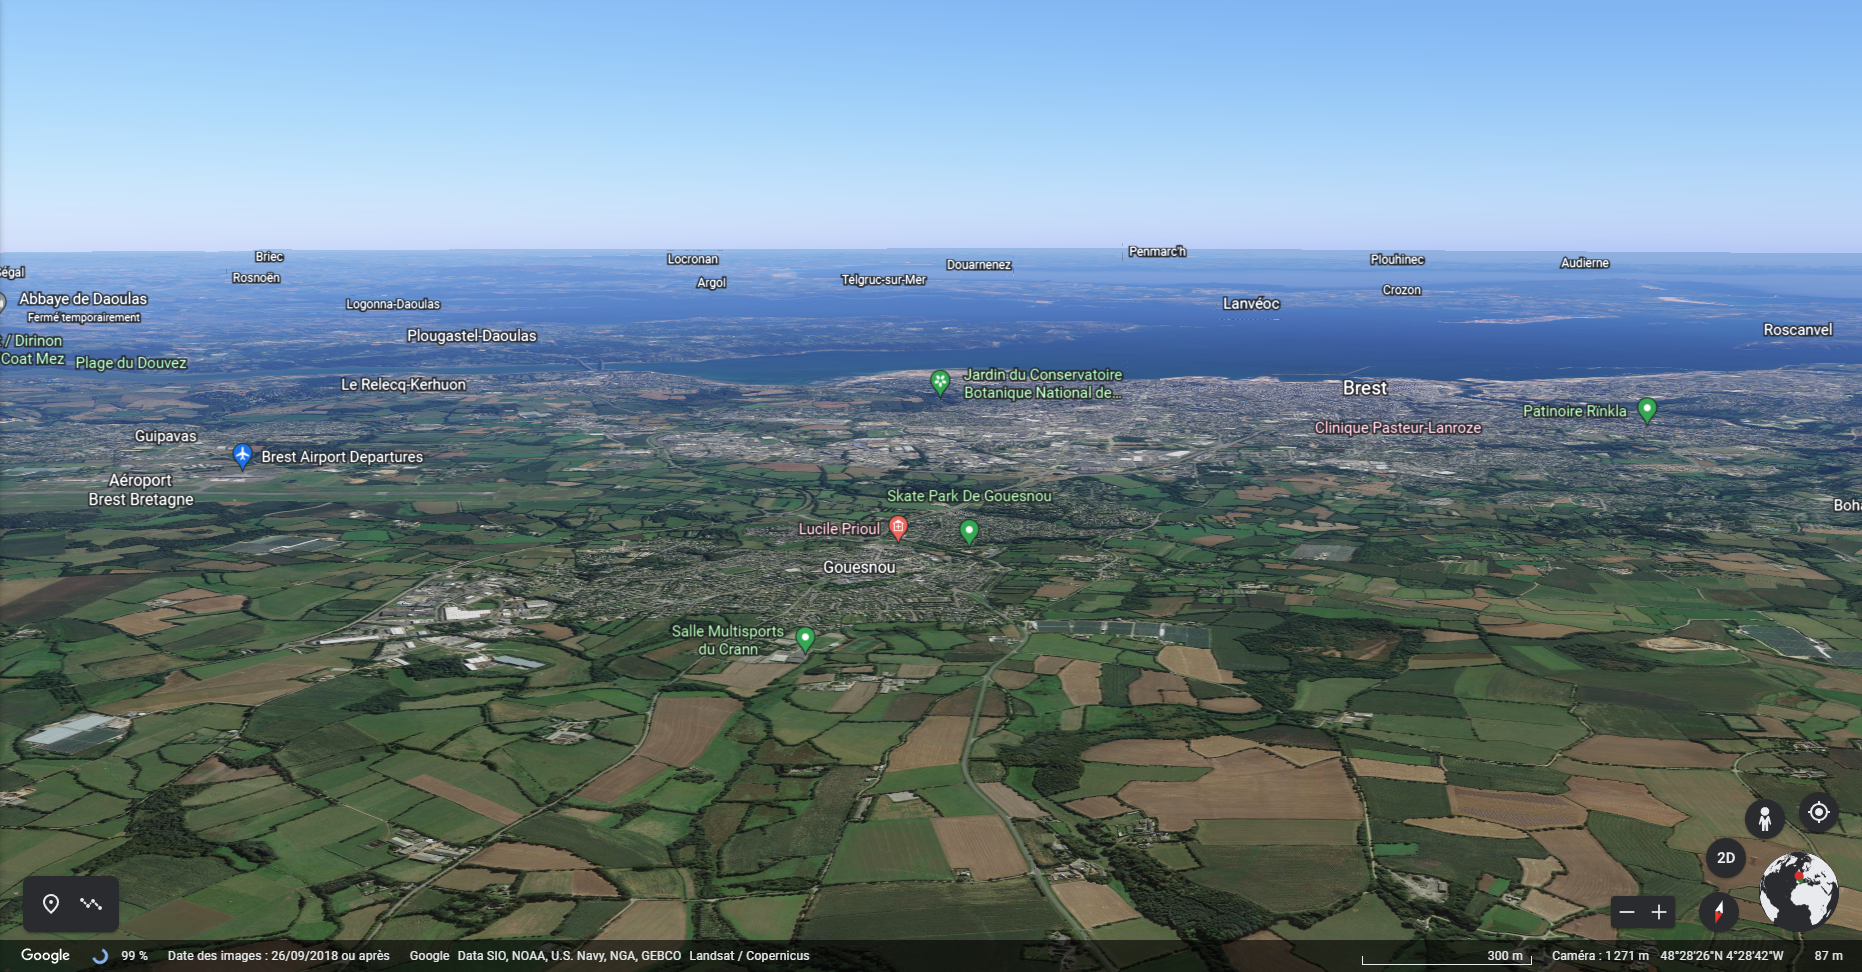 Briec
Locronan
Douarnenez
Penmarc'h
Plouhinec
Audierne
Ségal
Rosnoën
Argol
Telgruc-sur-Mer
Crozon
Abbaye de Daoulas
Fermé temporairement
Logonna-Daoulas
Lanvéoc
Plougastel-Daoulas
Roscanvel
/ Dirinon
Coat Mez
Plage du Douvez
Le Relecq-Kerhuon
Jardin du Conservatoire
Botanique National de...
Brest
Patinoire Rïnkla
Clinique Pasteur-Lanroze
Guipavas
Brest Airport Departures
Aéroport
Brest Bretagne
Skate Park De Gouesnou
Boha
Lucile Prioul
Gouesnou
Salle Multisports
du Crann
2D
Google
99 %
Date des images : 26/09/2018 ou après
Google Data SIO, NOAA, U.S. Navy, NGA, GEBCO Landsat / Copernicus
300 m
Caméra : 1 271 m 48°28'26"N 4°28'42"W 87 m